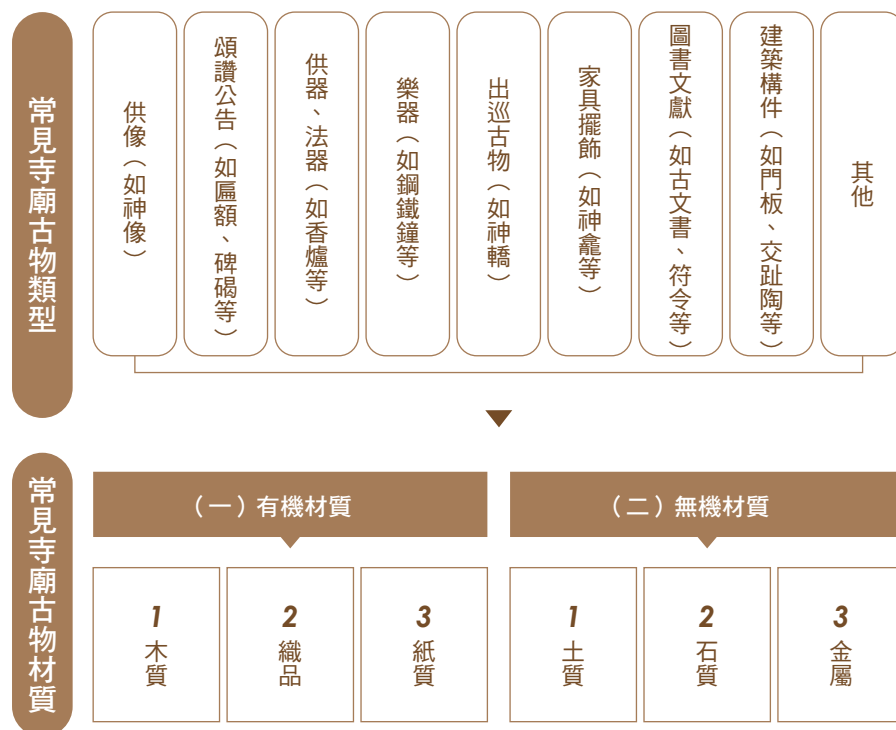 常見寺廟古物類型
供像（如神像）
頌讚公告（如匾額、碑碣等）
供器、法器（如香爐等）
樂器（如鋼鐵鐘等）
出巡古物（如神轎）
家具擺飾（如神龕等）
圖書文獻（如古文書、符令等）
建築構件（如門板、交趾陶等）
其他
常見寺廟古物材質
（一）有機材質
1
木質
2
織品
3
紙質
（二）無機材質
1
土質
2
石質
3
金屬